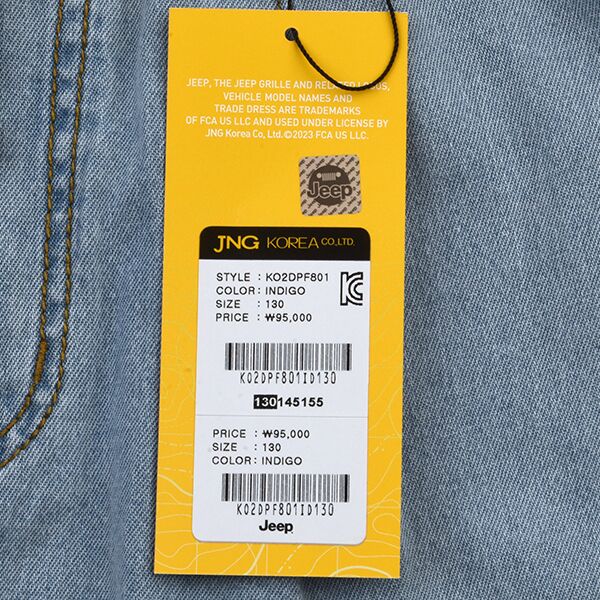 JEEP, THE JEEP GRILLE AND RELATED LOGOS,
VEHICLE MODEL NAMES AND
TRADE DRESS ARE TRADEMARKS
OF FCA US LLC AND USED UNDER LICENSE BY
JNG Korea Co, Ltd.©2023 FCA US LLC.
Jeep
JNG KOREA CO.,LTD.
STYLE : KO2DPF801
COLOR : INDIGO
SIZE : 130
PRICE : ₩95,000
KO2DPF801ID130
130145155
PRICE : ₩95,000
SIZE : 130
COLOR : INDIGO
KO2DPF801ID130
Jeep